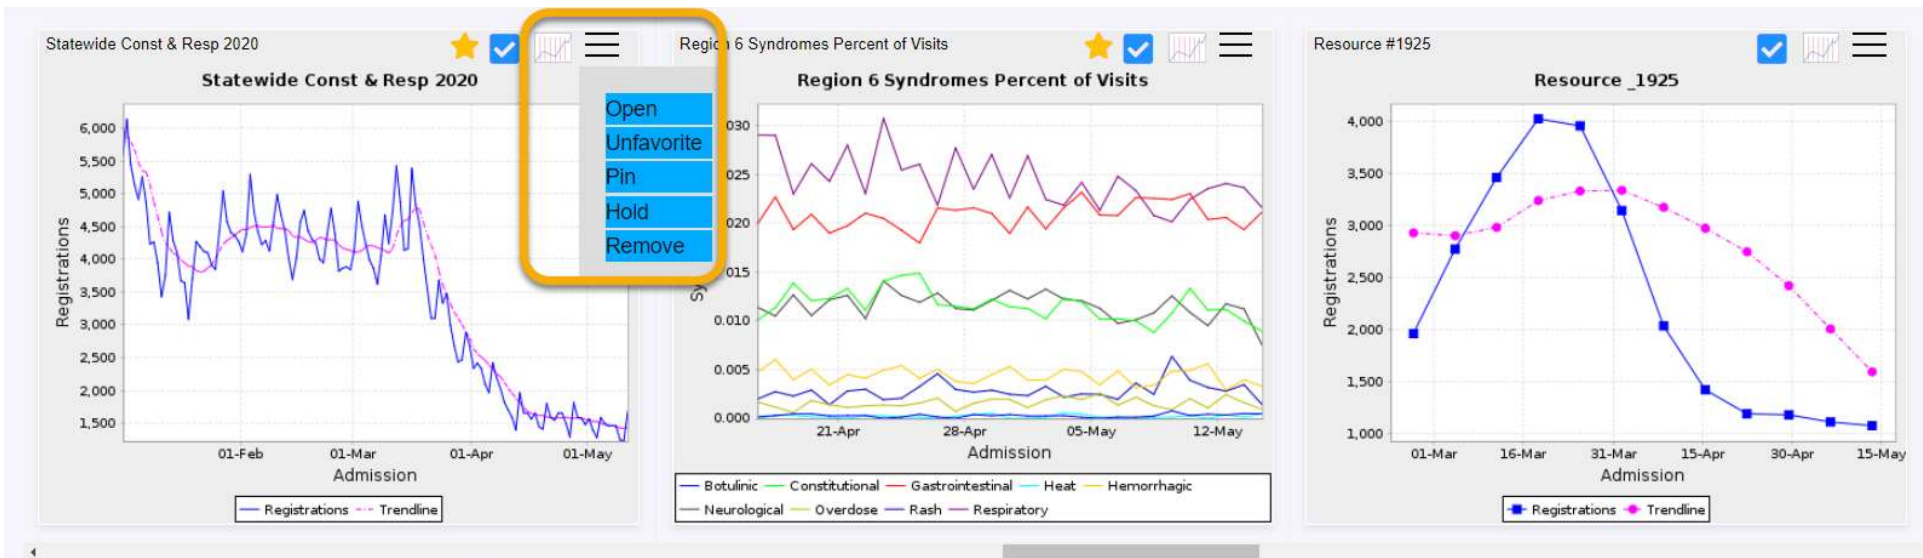 Statewide Const & Resp 2020
Statewide Const & Resp 2020
6,000
5,500
5,000
4,500
4,000
3,500
3,000
2,500
2,000
1,500
Registrations
01-Feb 01-Mar 01-Apr 01-May
Admission
Registrations Trendline
Open
Unfavorite
Pin
Hold
Remove
Region 6 Syndromes Percent of Visits
Region 6 Syndromes Percent of Visits
030
025
020
015
0.010
0.005
0.000
Sy
21-Apr 28-Apr 05-May 12-May
Admission
Botulinic Constitutional Gastrointestinal Heat Hemorrhagic
Neurological Overdose Rash Respiratory
Resource #1925
Resource _1925
4,000
3,500
3,000
2,500
2,000
1,500
1,000
Registrations
01-Mar 16-Mar 31-Mar 15-Apr 30-Apr 15-May
Admission
Registrations Trendline